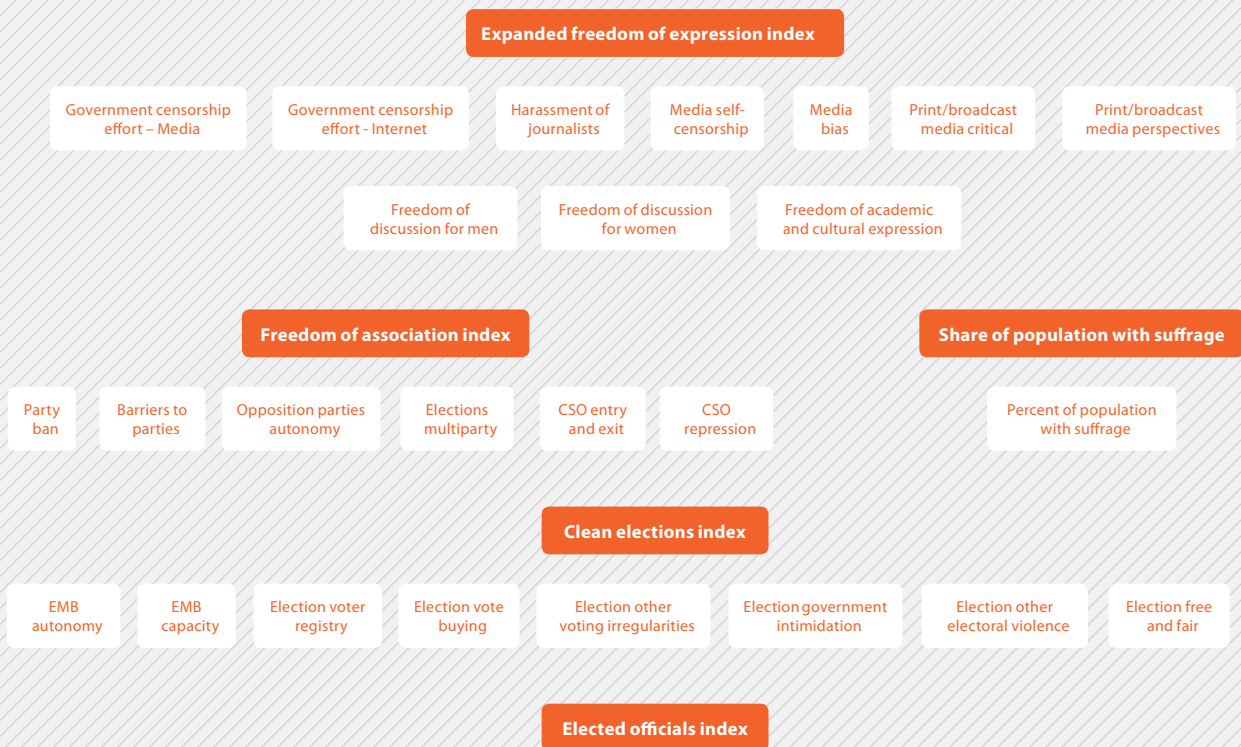 Expanded freedom of expression index
Government censorship
effort – Media
Government censorship
effort - Internet
Harassment of
journalists
Media self-
censorship
Media
bias
Print/broadcast
media critical
Print/broadcast
media perspectives
Freedom of
discussion for men
Freedom of discussion
for women
Freedom of academic
and cultural expression
Freedom of association index
Share of population with suffrage
Party
ban
Barriers to
parties
Opposition parties
autonomy
Elections
multiparty
CSO entry
and exit
CSO
repression
Percent of population
with suffrage
Clean elections index
EMB
autonomy
EMB
capacity
Election voter
registry
Election vote
buying
Election other
voting irregularities
Election government
intimidation
Election other
electoral violence
Election free
and fair
Elected officials index